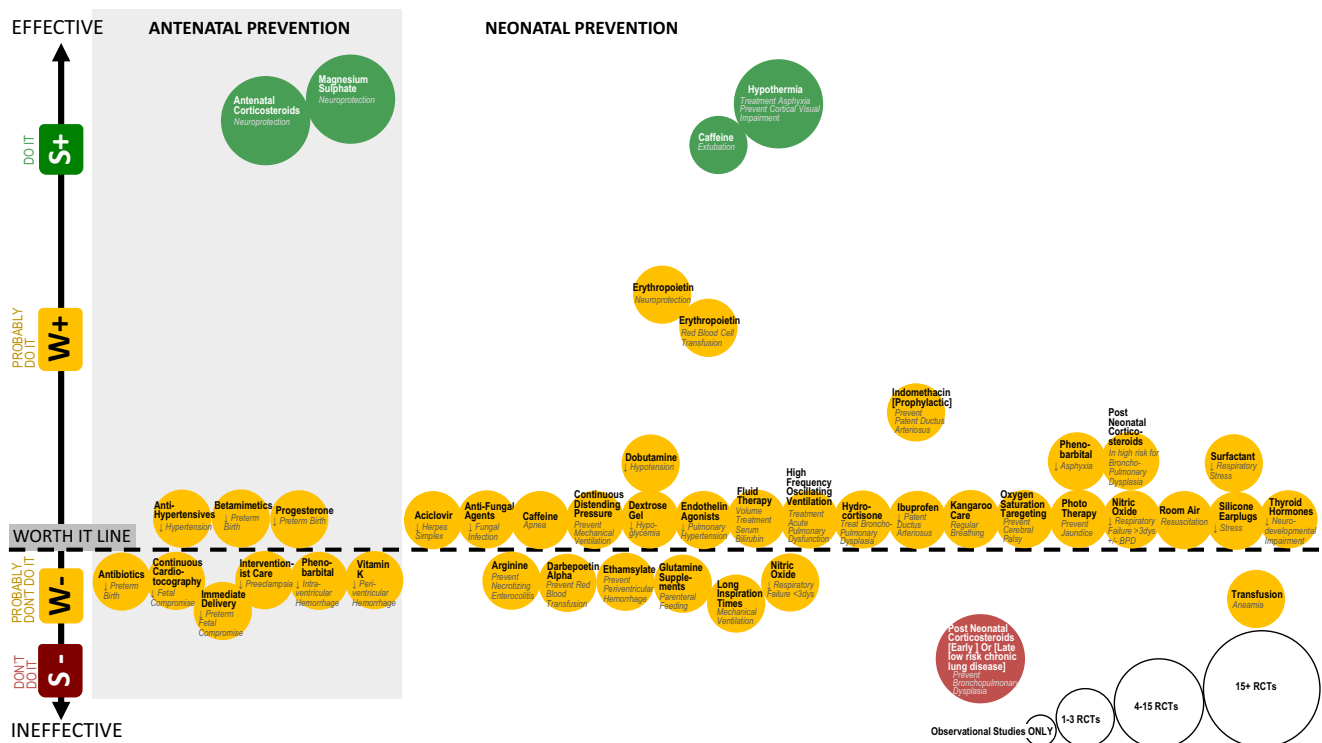 EFFECTIVE
ANTENATAL PREVENTION
NEONATAL PREVENTION
DO IT
S+
PROBABLY
DO IT
W+
WORTH IT LINE
PROBABLY
DON'T DO IT
W-
DON'T
DO IT
S -
INEFFECTIVE
Antenatal
Corticosteroids
Neuroprotection
Magnesium
Sulphate
Neuroprotection
Anti-
Hypertensives
↓ Hypertension
Betamimetics
↓ Preterm
Birth
Progesterone
↓ Preterm Birth
Antibiotics
↓ Preterm
Birth
Continuous
Cardio-
tocography
↓ Fetal
Compromise
Immediate
Delivery
↓ Preterm
Fetal
Compromise
Intervention-
ist Care
↓ Preeclampsia
Pheno-
barbital
↓ Intra-
ventricular
Hemorrhage
Vitamin
K
↓ Peri-
ventricular
Hemorrhage
Hypothermia
Treatment Asphyxia
Prevent Cortical Visual
Impairment
Caffeine
Extubation
Erythropoietin
Neuroprotection
Erythropoietin
Red Blood Cell
Transfusion
Indomethacin
[Prophylactic]
Prevent
Patent Ductus
Arteriosus
Dobutamine
↓ Hypotension
Pheno-
barbital
↓ Asphyxia
Post
Neonatal
Cortico-
steroids
In high risk for
Broncho-
Pulmonary
Dysplasia
Surfactant
↓ Respiratory
Stress
Aciclovir
↓ Herpes
Simplex
Anti-Fungal
Agents
↓ Fungal
Infection
Caffeine
Apnea
Continuous
Distending
Pressure
Prevent
Mechanical
Ventilation
Dextrose
Gel
↓ Hypo-
glycemia
Endothelin
Agonists
↓ Pulmonary
Hypertension
Fluid
Therapy
Volume
Treatment
Serum
Bilirubin
High
Frequency
Oscillating
Ventilation
Treatment
Acute
Pulmonary
Dysfunction
Hydro-
cortisone
Treat Broncho-
Pulmonary
Dysplasia
Ibuprofen
↓ Patent
Ductus
Arteriosus
Kangaroo
Care
Regular
Breathing
Oxygen
Saturation
Taregeting
Prevent
Cerebral
Palsy
Photo
Therapy
Prevent
Jaundice
Nitric
Oxide
↓ Respiratory
Failure >3dys
+/- BPD
Room Air
Resuscitation
Silicone
Earplugs
↓ Stress
Thyroid
Hormones
↓ Neuro-
developmental
Impairment
Arginine
Prevent
Necrotizing
Enterocolitis
Darbepoetin
Alpha
Prevent Red
Blood
Transfusion
Ethamsylate
Prevent
Periventricular
Hemorrhage
Glutamine
Supple-
ments
Parenteral
Feeding
Long
Inspiration
Times
Mechanical
Ventilation
Nitric
Oxide
↓ Respiratory
Failure <3dys
Transfusion
Aneamia
Post Neonatal
Corticosteroids
[Early ] Or [Late
low risk chronic
lung disease]
Prevent
Bronchopulmonary
Dysplasia
Observational Studies ONLY
1-3 RCTs
4-15 RCTs
15+ RCTs